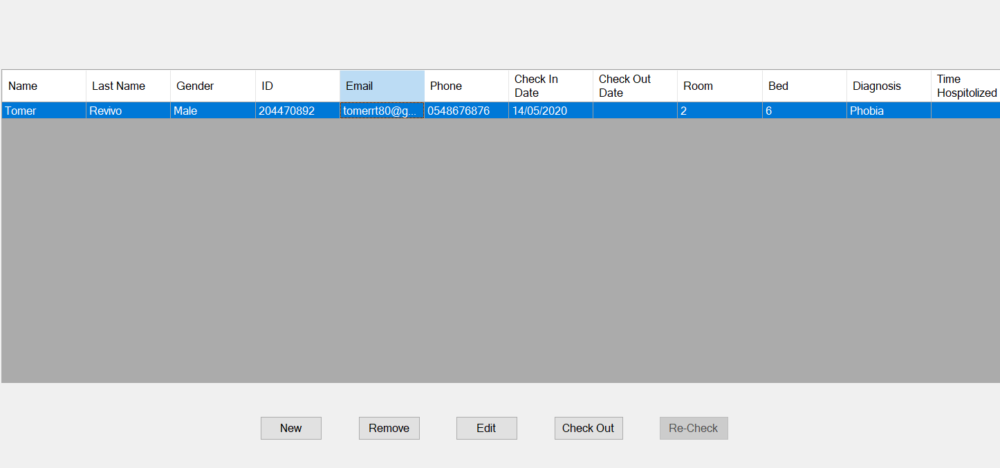 Name Last Name Gender ID Email Phone Check In Date Check Out Date Room Bed Diagnosis Time Hospitolized
Tomer Revivo Male 204470892 tomerrt80@g... 0548676876 14/05/2020 2 6 Phobia
New Remove Edit Check Out Re-Check